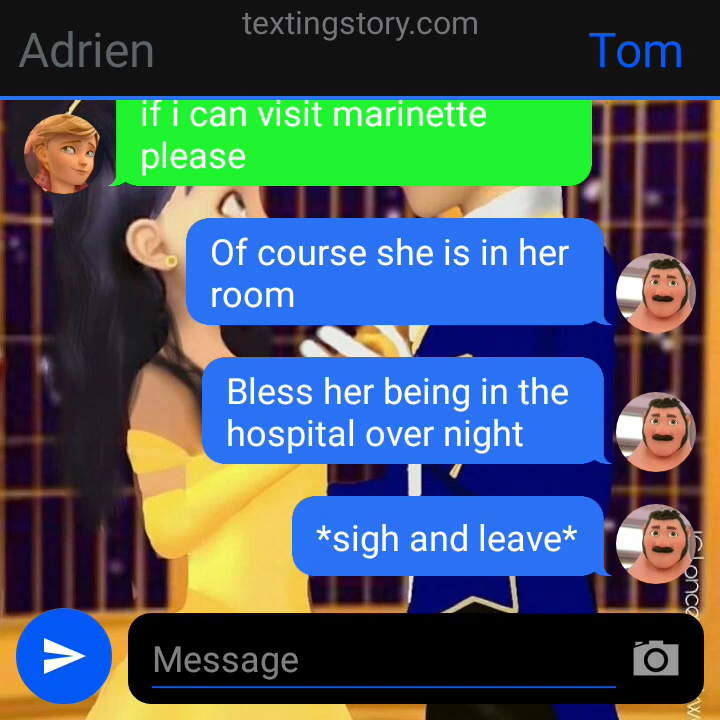 textingstory.com
Adrien
Tom
if i can visit marinette
please
Of course she is in her
room
Bless her being in the
hospital over night
*sigh and leave*
Message